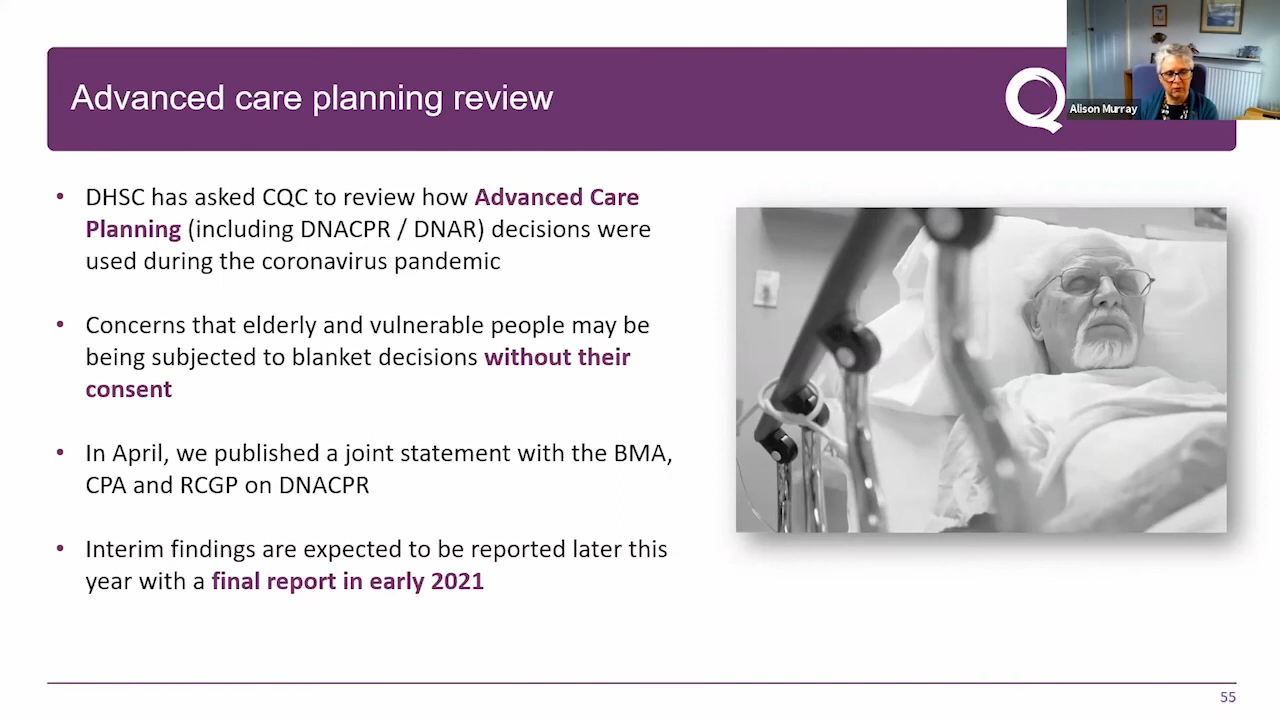 Advanced care planning review
Alison Murray
• DHSC has asked CQC to review how Advanced Care
Planning (including DNACPR / DNAR) decisions were
used during the coronavirus pandemic
• Concerns that elderly and vulnerable people may be
being subjected to blanket decisions without their
consent
• In April, we published a joint statement with the BMA,
CPA and RCGP on DNACPR
• Interim findings are expected to be reported later this
year with a final report in early 2021
55